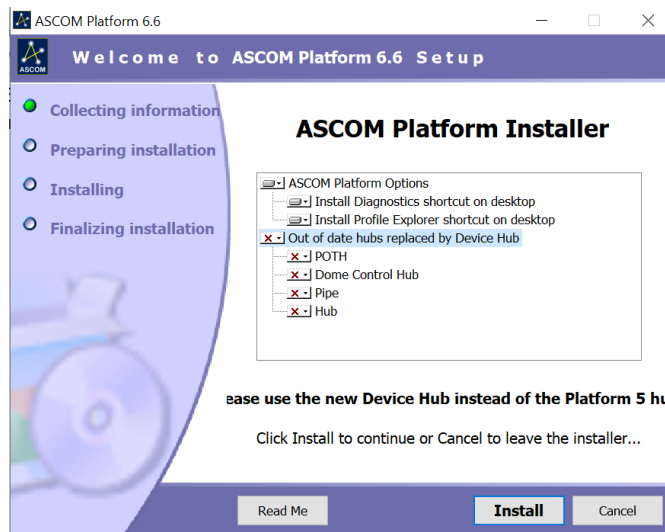 ASCOM Platform 6.6
ASCOM
Welcome to ASCOM Platform 6.6 Setup
Collecting information
Preparing installation
Installing
Finalizing installation
ASCOM Platform Installer
ASCOM Platform Options
Install Diagnostics shortcut on desktop
Install Profile Explorer shortcut on desktop
Out of date hubs replaced by Device Hub
POTH
Dome Control Hub
Pipe
Hub
ease use the new Device Hub instead of the Platform 5 hu
Click Install to continue or Cancel to leave the installer...
Read Me
Install
Cancel